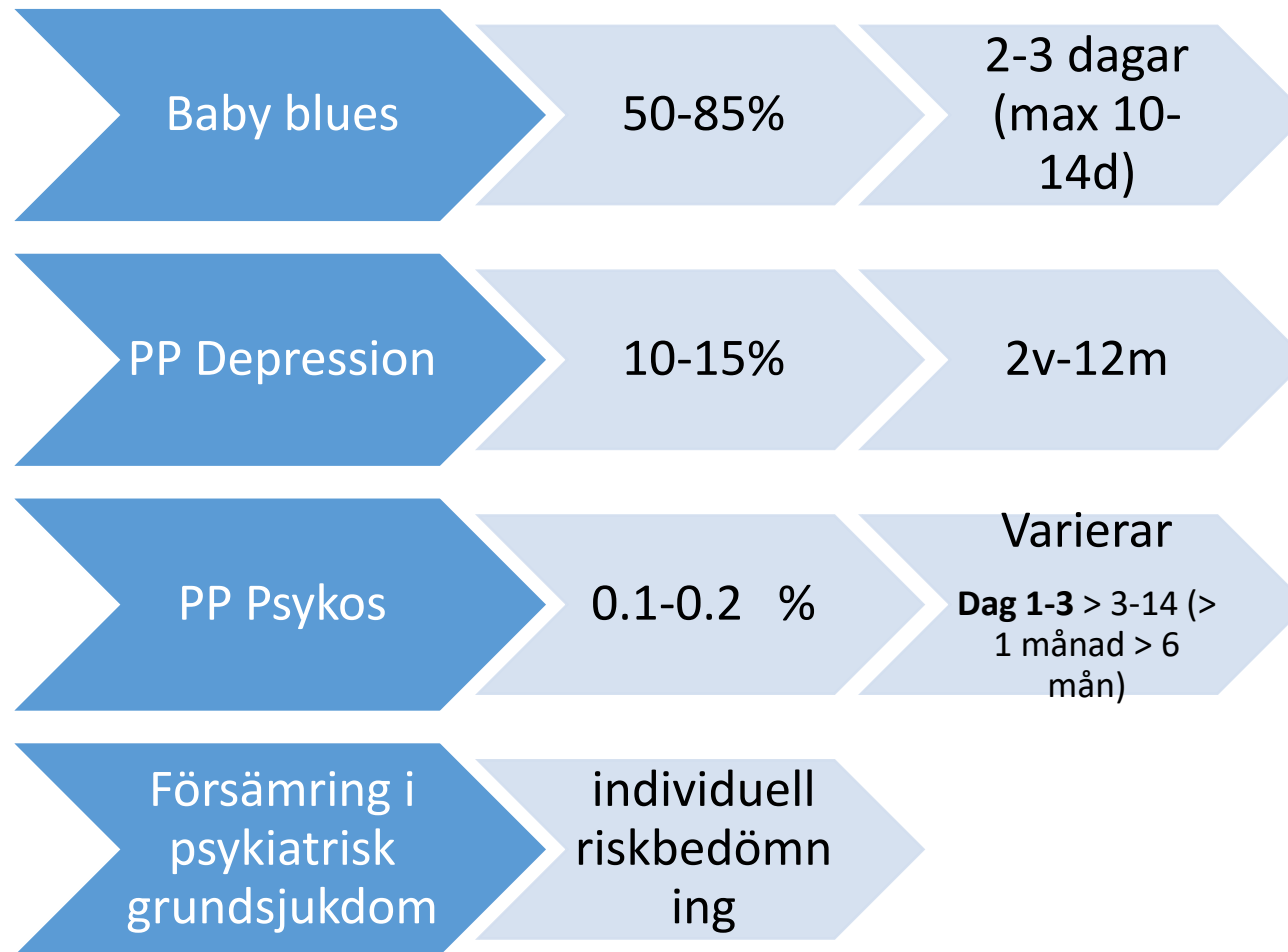 Baby blues
50-85%
2-3 dagar
(max 10-
14d)
PP Depression
10-15%
2v-12m
PP Psykos
0.1-0.2 %
Varierar
Dag 1-3 > 3-14 (>
1 månad > 6
mån)
Försämring i
psykiatrisk
grundsjukdom
individuell
riskbedömn
ing